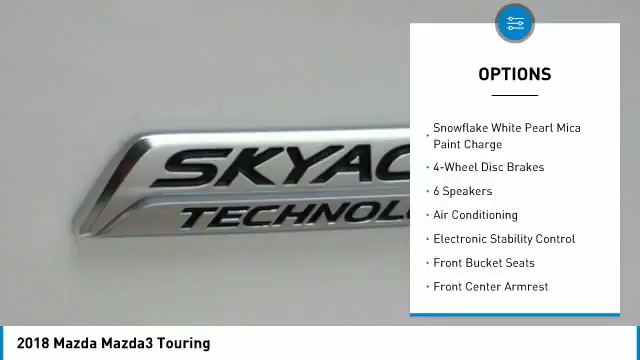 OPTIONS
Snowflake White Pearl Mica
Paint Charge
4-Wheel Disc Brakes
6 Speakers
Air Conditioning
Electronic Stability Control
Front Bucket Seats
Front Center Armrest
SKYAC
TECHNOLO
2018 Mazda Mazda3 Touring